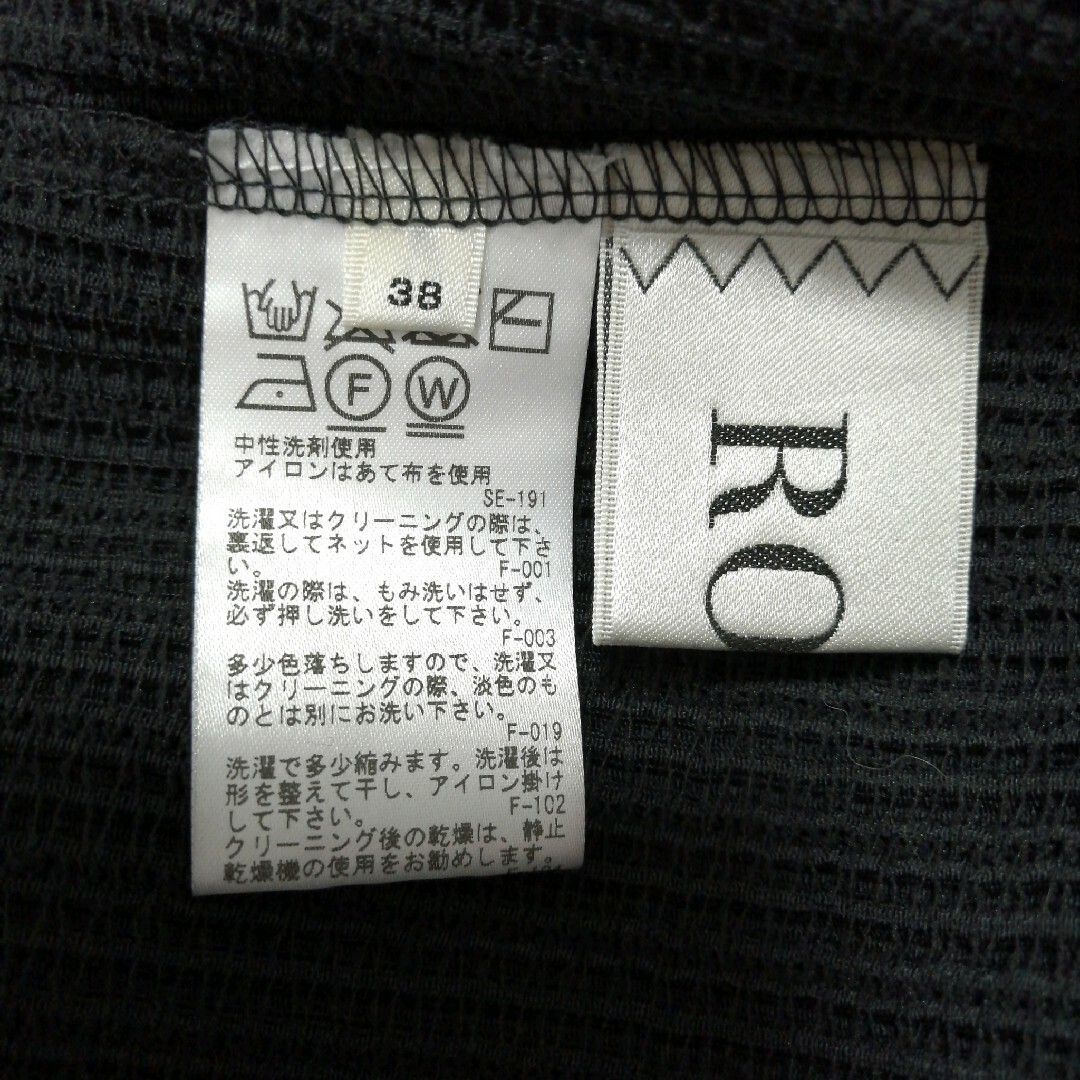 38
F
W
中性洗剤使用
アイロンはあて布を使用
SE-191
洗濯又はクリーニングの際は、
裏返してネットを使用して下さ
い。
F-001
洗濯の際は、もみ洗いはせず、
必ず押し洗いをして下さい。
F-003
多少色落ちしますので、洗濯又
はクリーニングの際、淡色のも
のとは別にお洗い下さい。
F-019
洗濯で多少縮みます。洗濯後は
形を整えて干し、アイロン掛け
して下さい。
F-102
クリーニング後の乾燥は、静止
乾燥機の使用をお勧めします。
RO